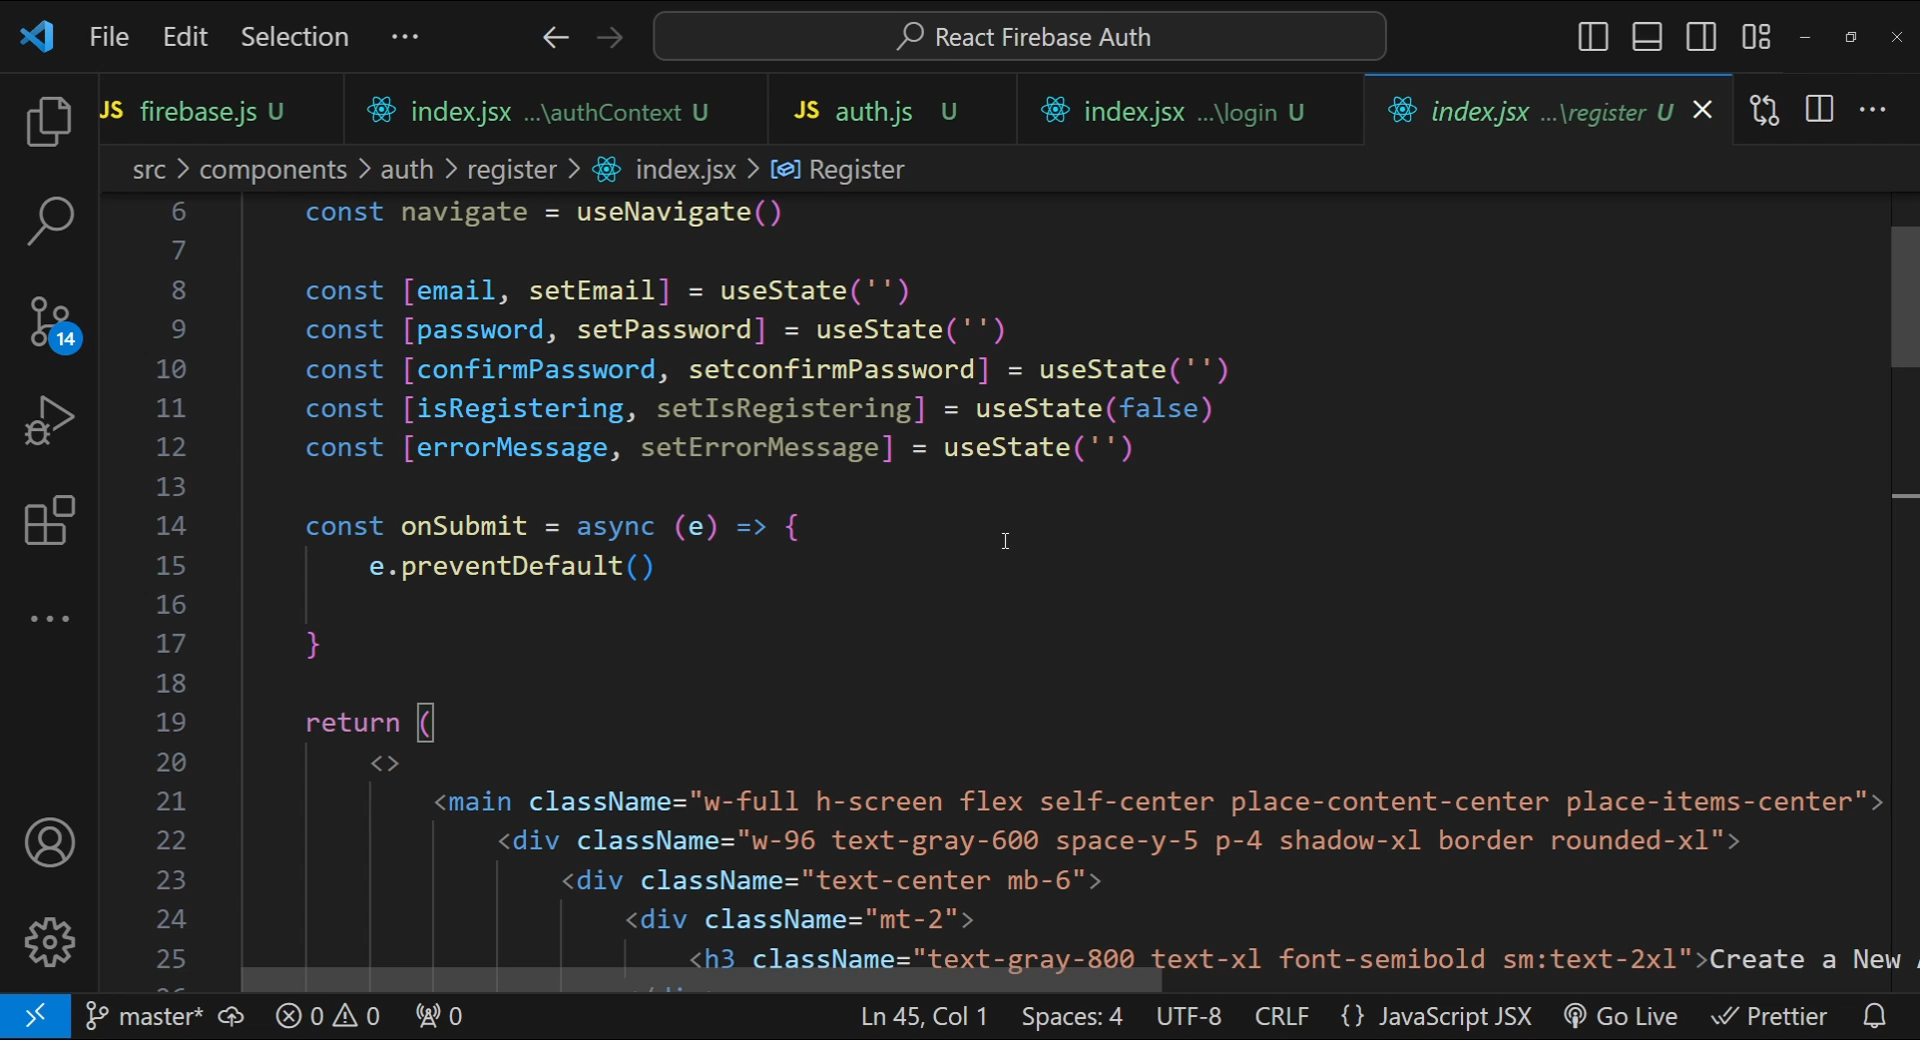 File Edit Selection ··· React Firebase Auth
JS firebase.js U index.jsx ...\authContext U JS auth.js U index.jsx ...\login U index.jsx ...\register U ···
src > components > auth > register > index.jsx > Register
6 const navigate = useNavigate()
7
8 const [email, setEmail] = useState('')
9 const [password, setPassword] = useState('')
10 const [confirmPassword, setconfirmPassword] = useState('')
11 const [isRegistering, setIsRegistering] = useState(false)
12 const [errorMessage, setErrorMessage] = useState('')
13
14 const onSubmit = async (e) => {
15 e.preventDefault()
16
17 }
18
19 return (
20 <>
21 <main className="w-full h-screen flex self-center place-content-center place-items-center">
22 <div className="w-96 text-gray-600 space-y-5 p-4 shadow-xl border rounded-xl">
23 <div className="text-center mb-6">
24 <div className="mt-2">
25 <h3 className="text-gray-800 text-xl font-semibold sm:text-2xl">Create a New
14
master* 0 0 0 Ln 45, Col 1 Spaces: 4 UTF-8 CRLF {} JavaScript JSX Go Live Prettier